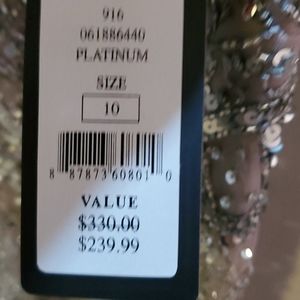 916
061886440
PLATINUM
SIZE
10
8 87873 60801 0
VALUE
$330.00
$239.99